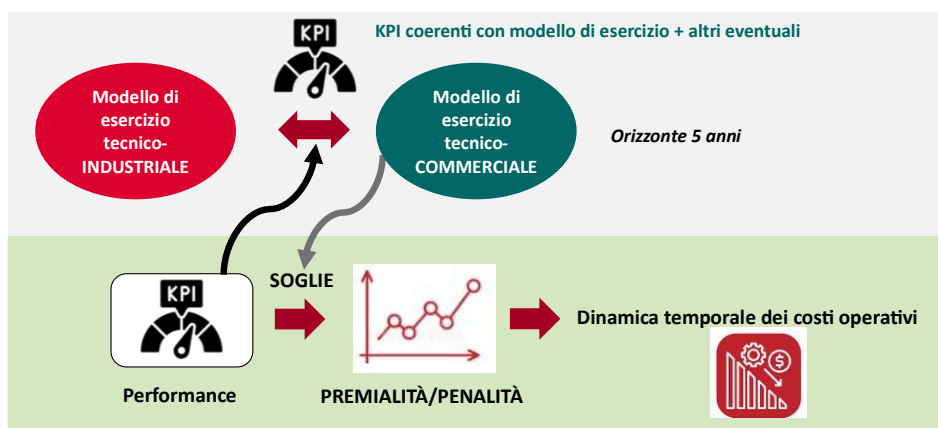 KPI
KPI coerenti con modello di esercizio + altri eventuali
Modello di
esercizio
tecnico-
INDUSTRIALE
Modello di
esercizio
tecnico-
COMMERCIALE
Orizzonte 5 anni
SOGLIE
KPI
Dinamica temporale dei costi operativi
$
Performance
PREMIALITÀ/PENALITÀ